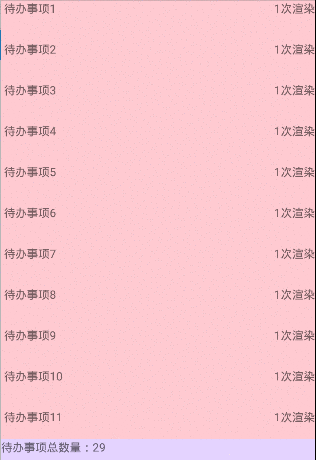 待办事项1 1次渲染
待办事项2 1次渲染
待办事项3 1次渲染
待办事项4 1次渲染
待办事项5 1次渲染
待办事项6 1次渲染
待办事项7 1次渲染
待办事项8 1次渲染
待办事项9 1次渲染
待办事项10 1次渲染
待办事项11 1次渲染
待办事项总数量：29